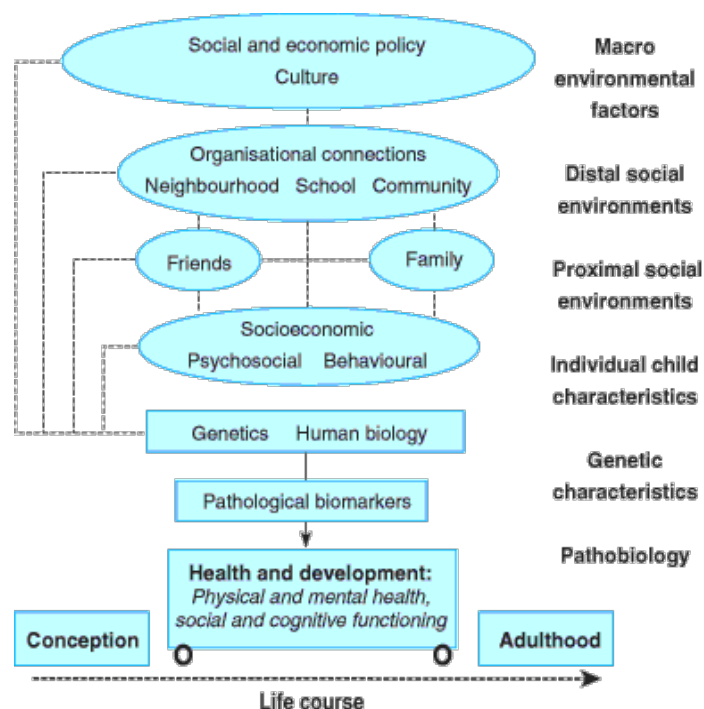 Social and economic policy
Culture
Macro
environmental
factors
Organisational connections
Neighbourhood School Community
Distal social
environments
Friends
Family
Proximal social
environments
Socioeconomic
Psychosocial Behavioural
Individual child
characteristics
Genetics Human biology
Genetic
characteristics
Pathological biomarkers
Pathobiology
Health and development:
Physical and mental health,
social and cognitive functioning
Conception
Adulthood
Life course